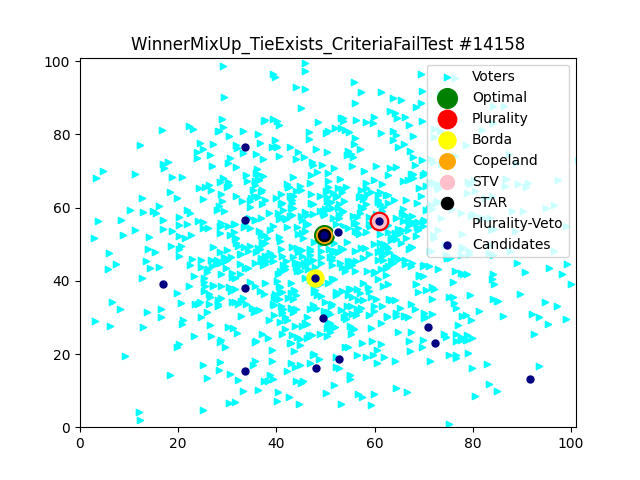 WinnerMixUp_TieExists_CriteriaFailTest #14158
Voters
Optimal
Plurality
Borda
Copeland
STV
STAR
Plurality-Veto
Candidates
100
80
60
40
20
0
0 20 40 60 80 100